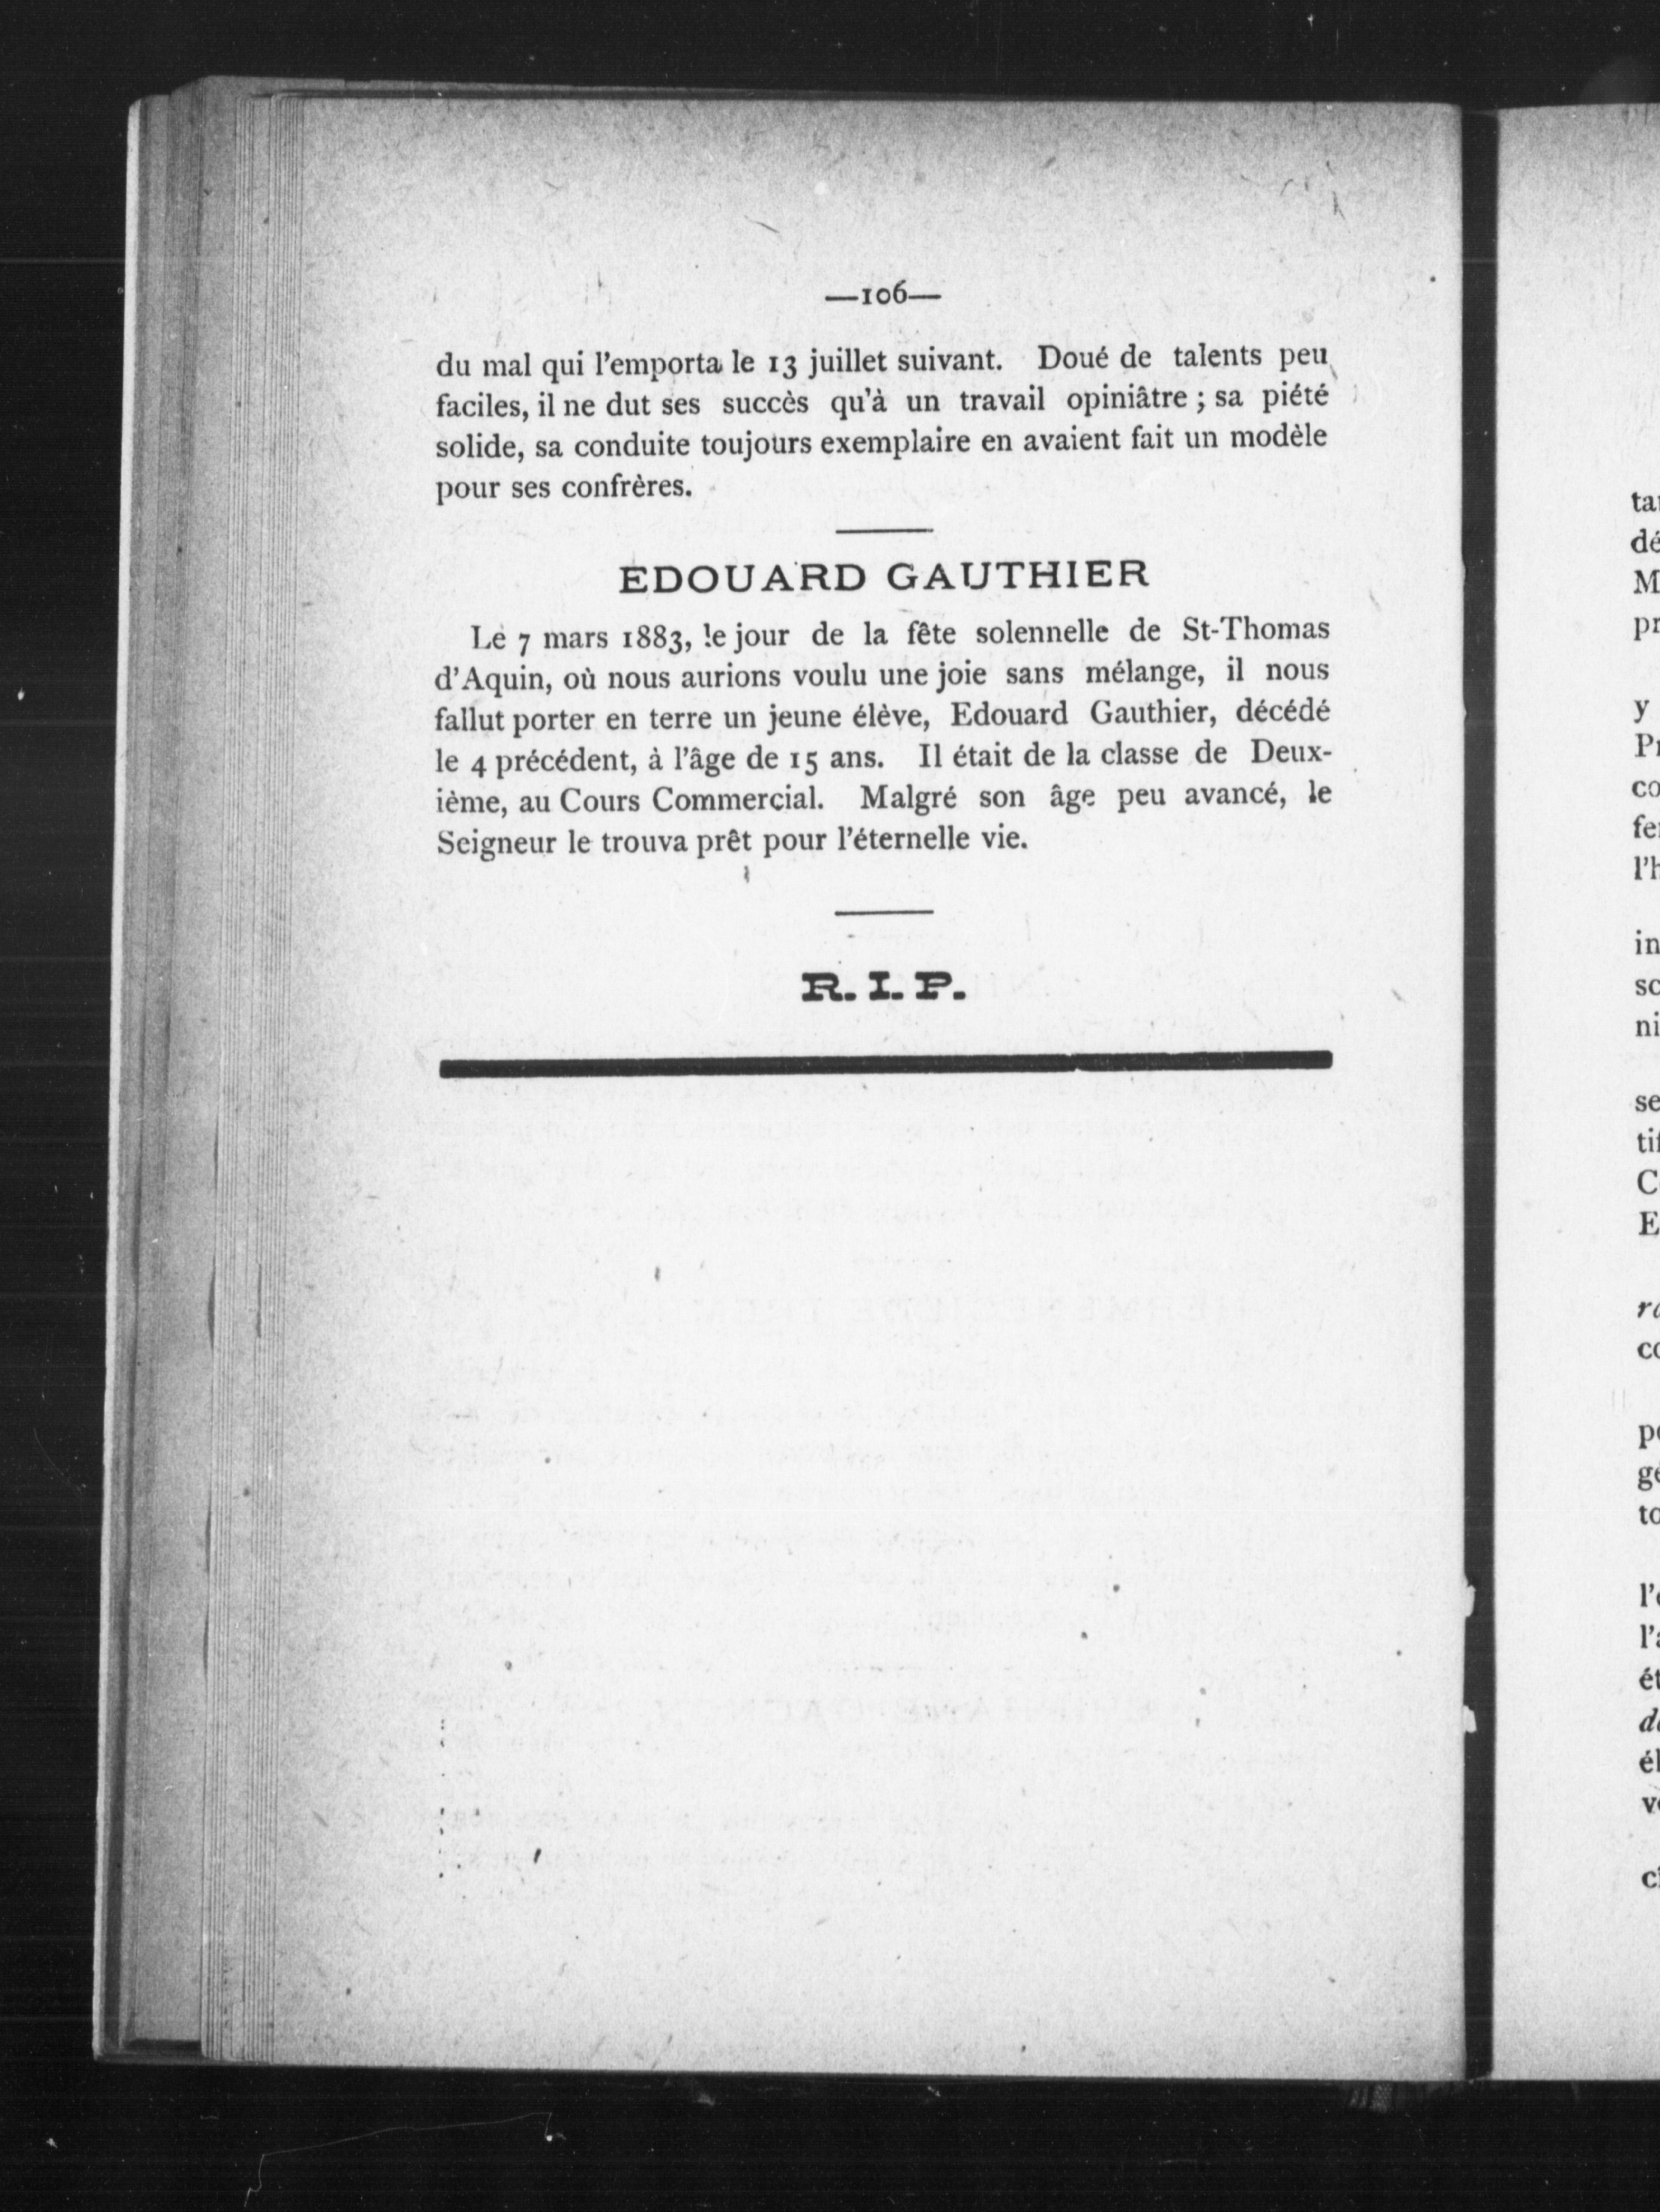 —106—
du mal qui l'emporta le 13 juillet suivant. Doué de talents peu
faciles, il ne dut ses succès qu'à un travail opiniâtre ; sa piété
solide, sa conduite toujours exemplaire en avaient fait un modèle
pour ses confrères.
EDOUARD GAUTHIER
Le 7 mars 1883, le jour de la fête solennelle de St-Thomas
d'Aquin, où nous aurions voulu une joie sans mélange, il nous
fallut porter en terre un jeune élève, Edouard Gauthier, décédé
le 4 précédent, à l'âge de 15 ans. Il était de la classe de Deux-
ième, au Cours Commercial. Malgré son âge peu avancé, le
Seigneur le trouva prêt pour l'éternelle vie.
R. I. P.